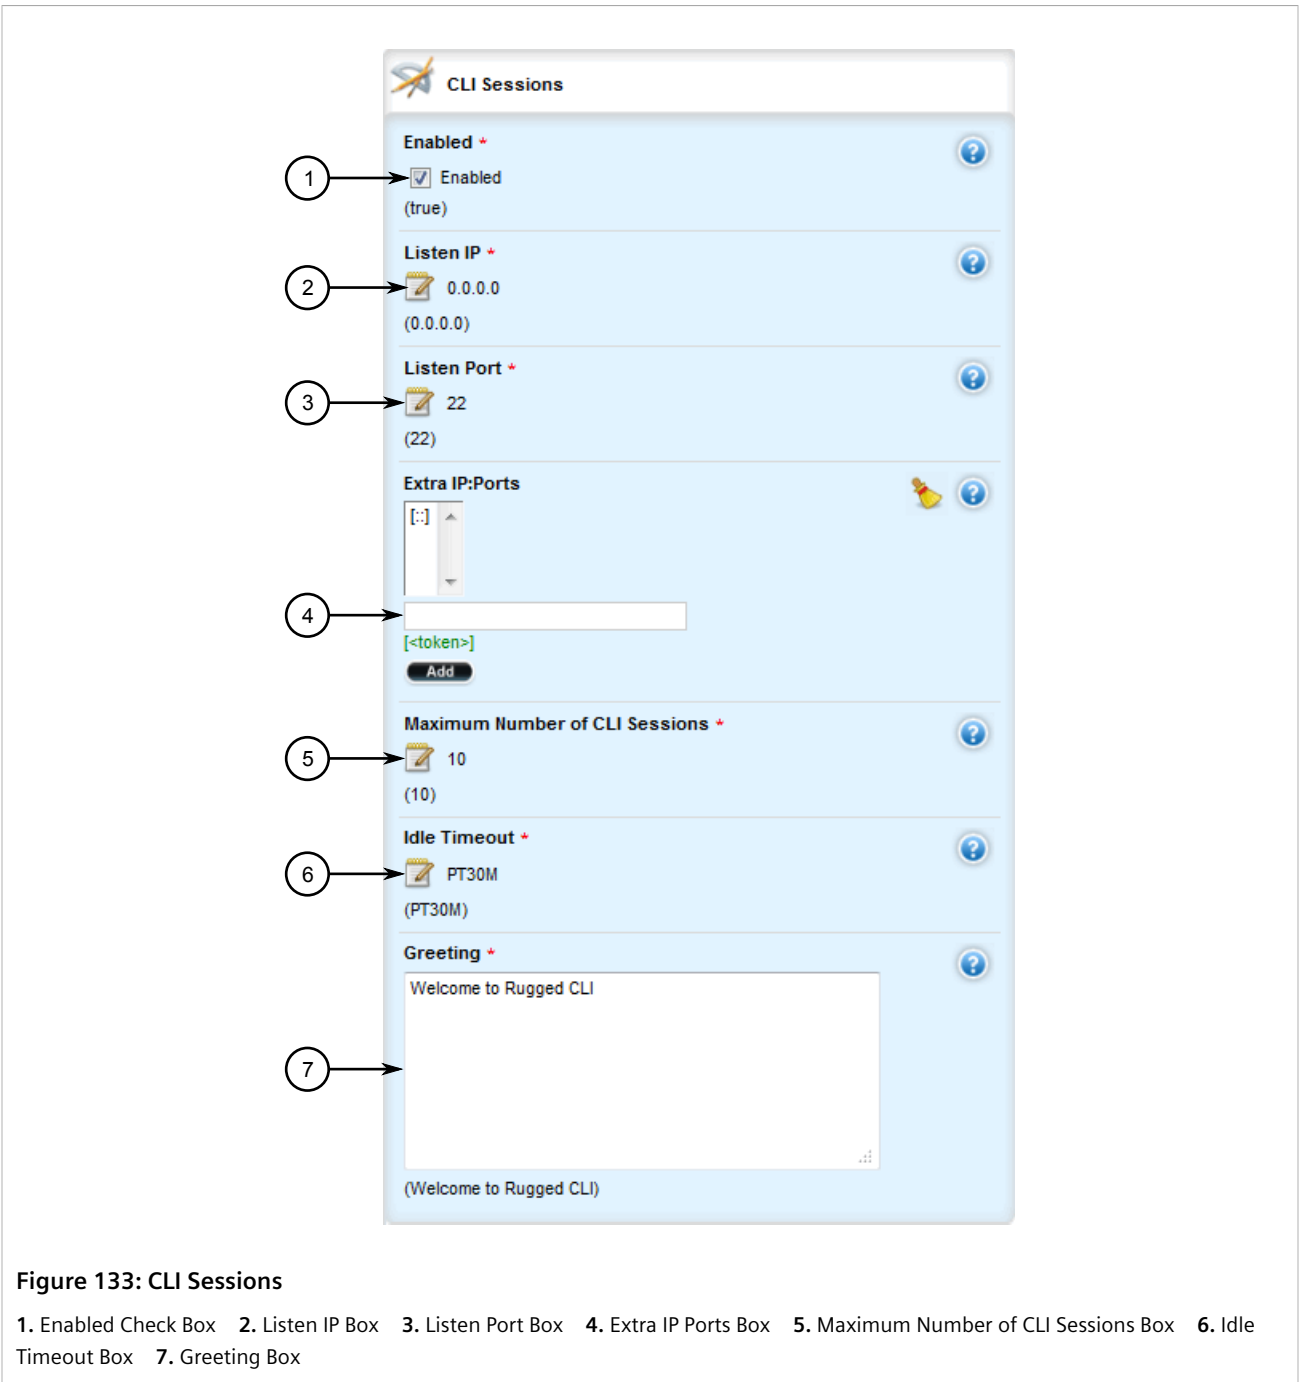 CLI Sessions
Enabled *
1
Enabled
(true)
Listen IP *
2
0.0.0.0
(0.0.0.0)
Listen Port *
3
22
(22)
Extra IP:Ports
[::]
4
[<token>]
Add
Maximum Number of CLI Sessions *
5
10
(10)
Idle Timeout *
6
PT30M
(PT30M)
Greeting *
Welcome to Rugged CLI
7
(Welcome to Rugged CLI)
Figure 133: CLI Sessions
1. Enabled Check Box 2. Listen IP Box 3. Listen Port Box 4. Extra IP Ports Box 5. Maximum Number of CLI Sessions Box 6. Idle
Timeout Box 7. Greeting Box